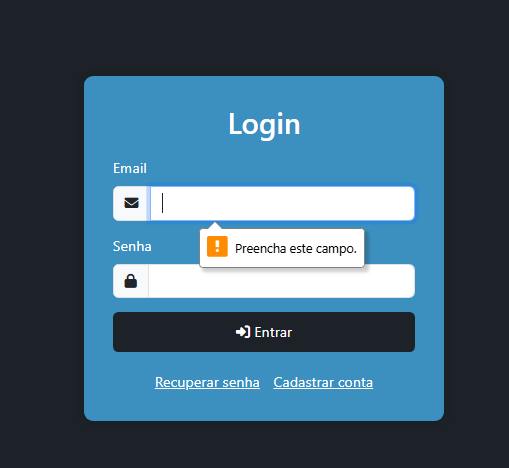 Login
Email
Preencha este campo.
Senha
Entrar
Recuperar senha Cadastrar conta